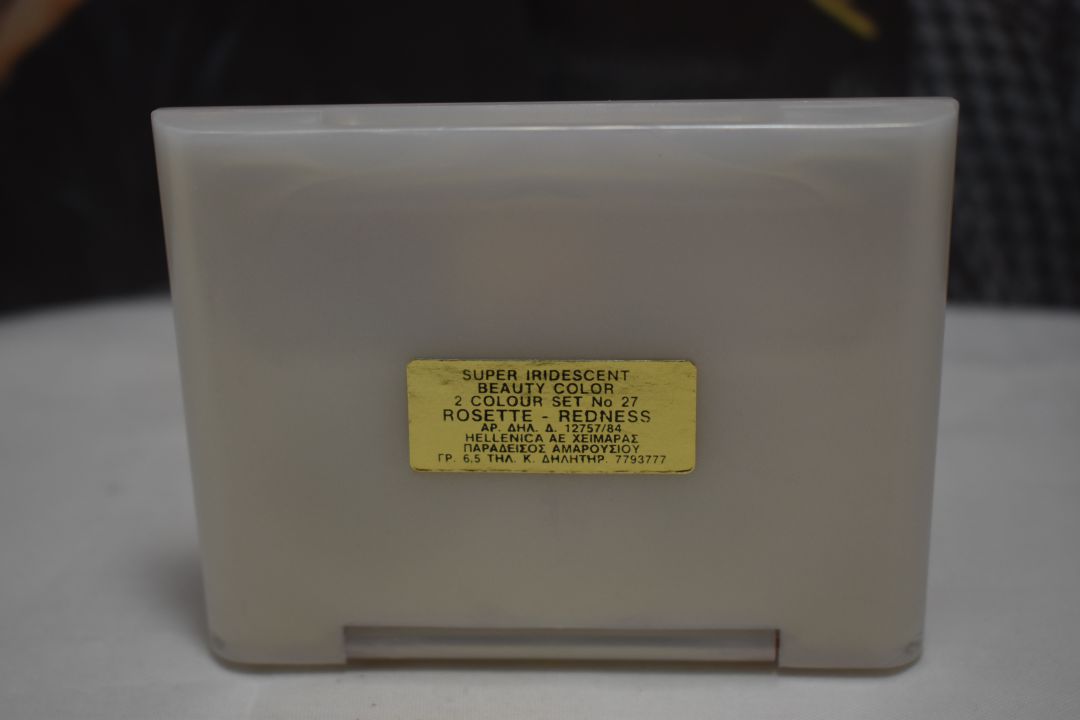 SUPER IRIDESCENT
BEAUTY COLOR
2 COLOUR SET No 27
ROSETTE - REDNESS
ΑΡ. ΔΗΛ. Δ. 12757/84
HELLENICA AE ΧΕΙΜΑΡΑΣ
ΠΑΡΑΔΕΙΣΟΣ ΑΜΑΡΟΥΣΙΟΥ
ΓΡ. 6.5 ΤΗΛ. Κ. ΔΗΛΗΤΗΡ. 7793777